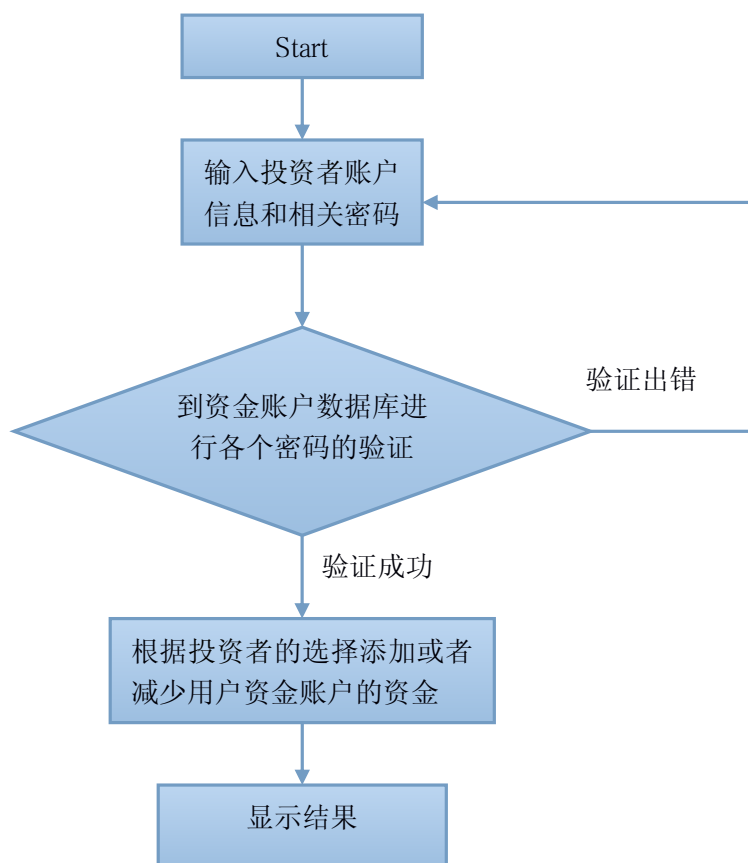 Start
输入投资者账户
信息和相关密码
验证出错
到资金账户数据库进
行各个密码的验证
验证成功
根据投资者的选择添加或者
减少用户资金账户的资金
显示结果